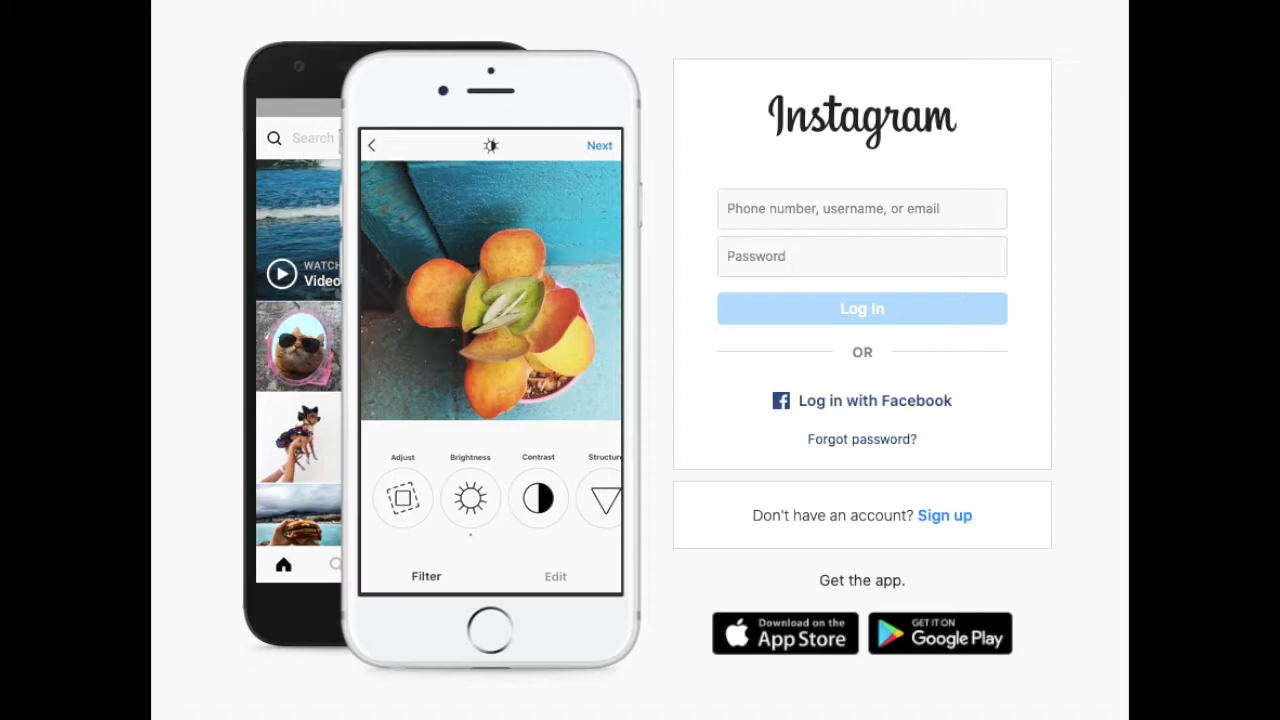 Search
WATCH
Video
Next
Adjust
Brightness
Contrast
Structure
Filter
Edit
Instagram
Phone number, username, or email
Password
Log In
OR
Log in with Facebook
Forgot password?
Don't have an account? Sign up
Get the app.
Download on the
App Store
GET IT ON
Google Play